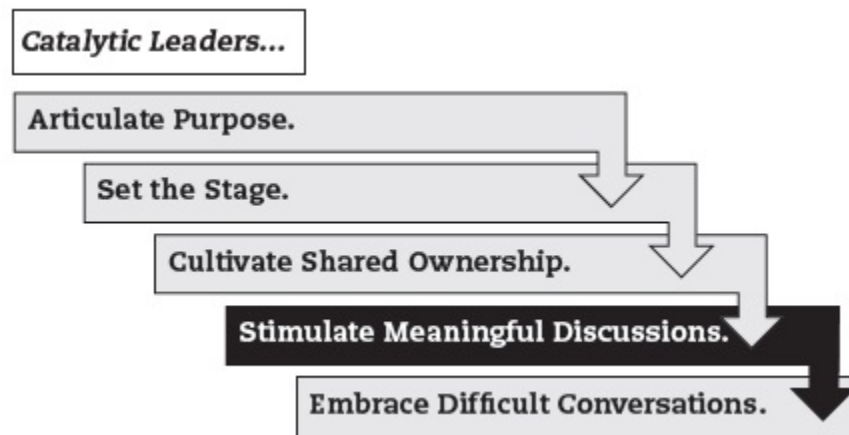 Catalytic Leaders...
Articulate Purpose.
Set the Stage.
Cultivate Shared Ownership.
Stimulate Meaningful Discussions.
Embrace Difficult Conversations.